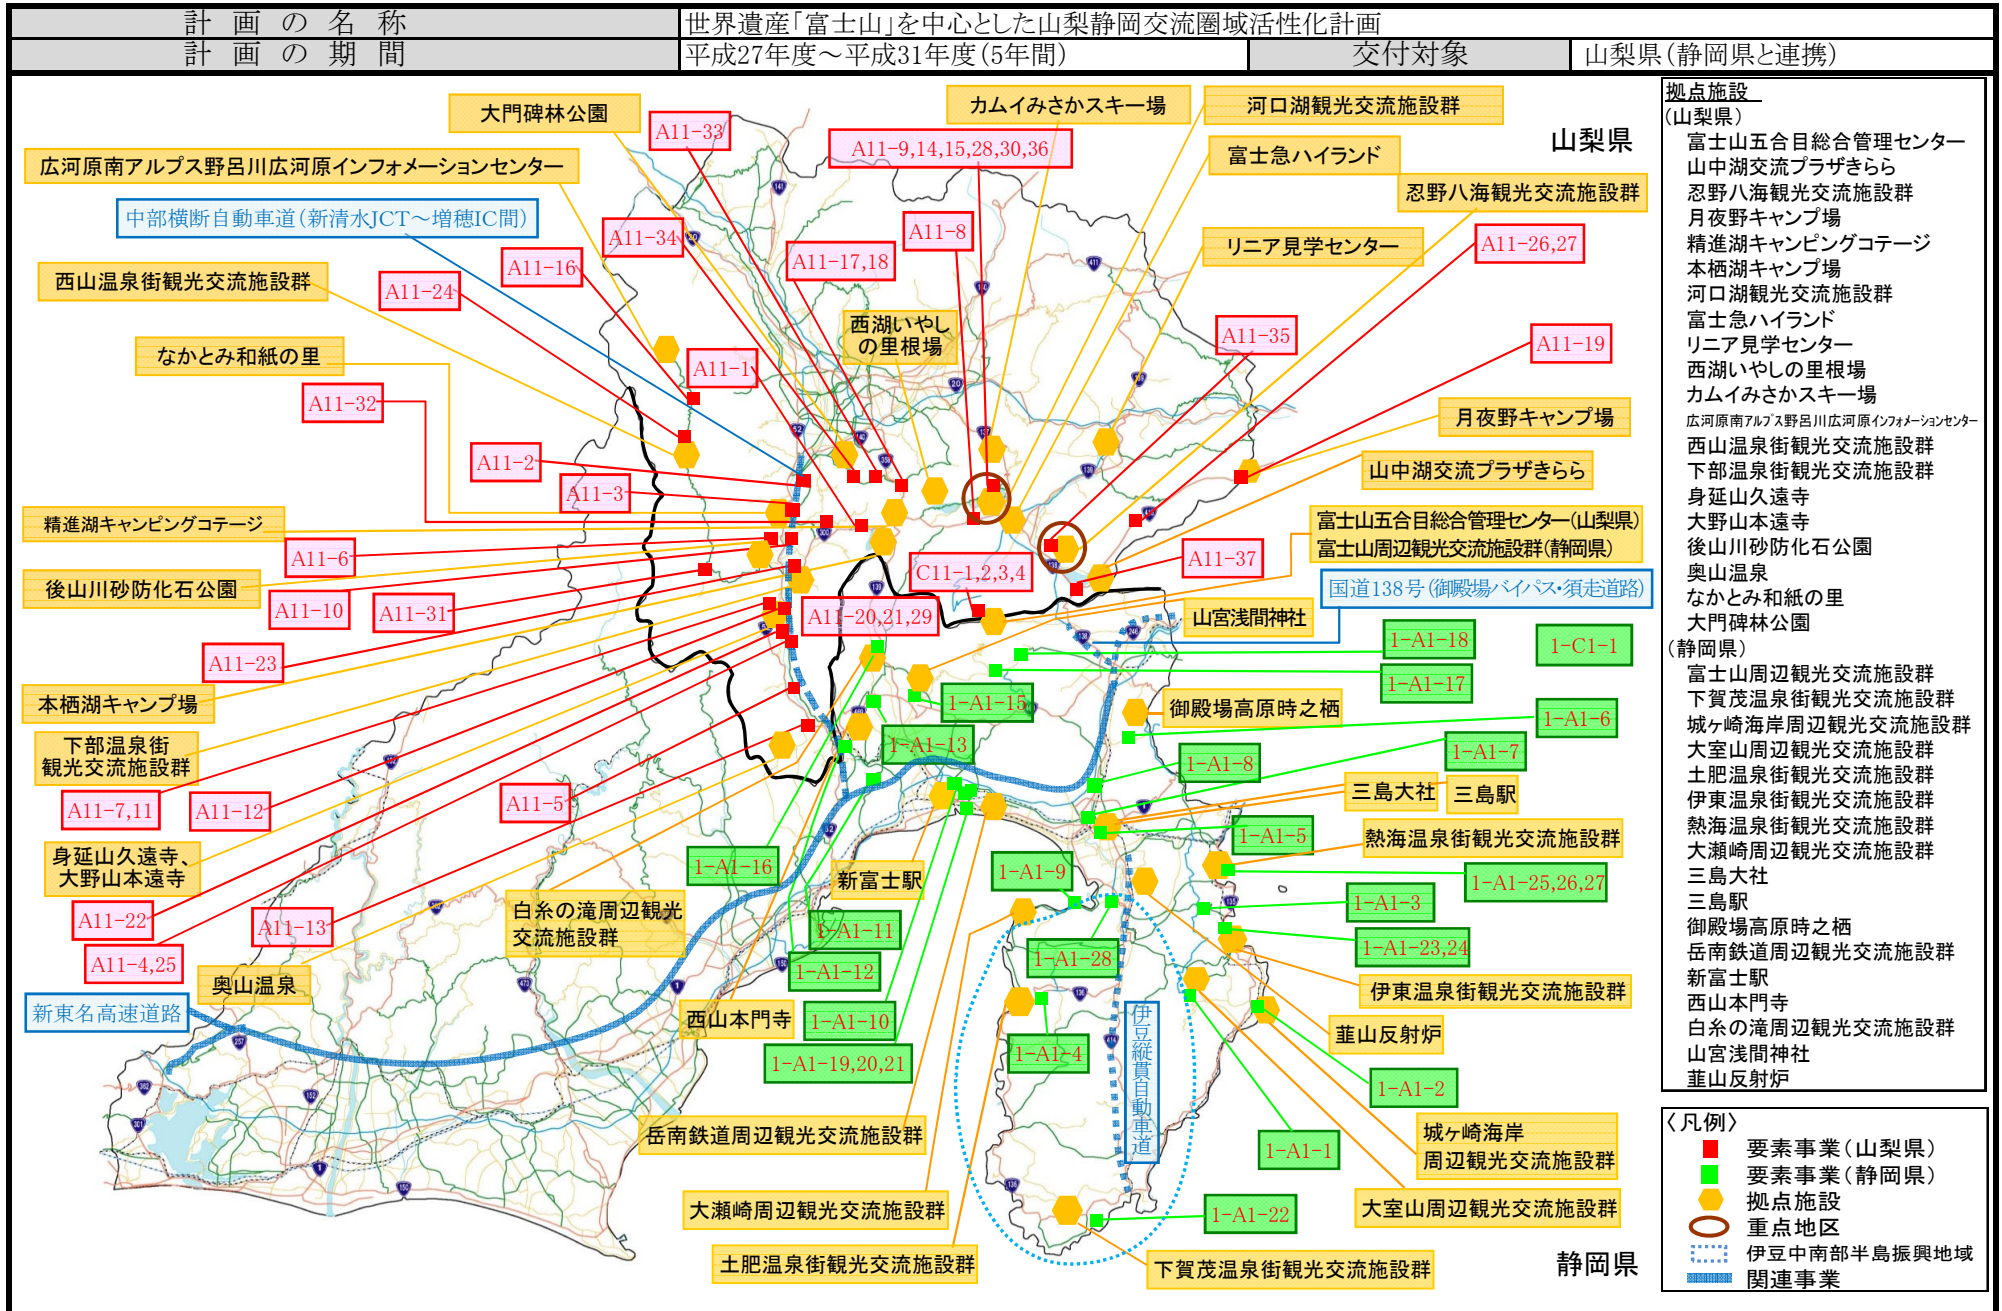 計画の名称
世界遺産「富士山」を中心とした山梨静岡交流圏域活性化計画
計画の期間
平成27年度～平成31年度（5年間）
交付対象
山梨県（静岡県と連携）
大門碑林公園
カムイみさかスキー場
河口湖観光交流施設群
A11-33
A11-9,14,15,28,30,36
富士急ハイランド
山梨県
広河原南アルプス野呂川広河原インフォメーションセンター
忍野八海観光交流施設群
中部横断自動車道（新清水JCT～増穂IC間）
A11-34
A11-8
リニア見学センター
A11-26,27
A11-16
A11-17,18
西山温泉街観光交流施設群
A11-24
西湖いやし
の里根場
A11-35
A11-19
なかとみ和紙の里
A11-1
A11-32
月夜野キャンプ場
A11-2
山中湖交流プラザきらら
A11-3
精進湖キャンピングコテージ
富士山五合目総合管理センター（山梨県）
富士山周辺観光交流施設群（静岡県）
A11-6
A11-37
C11-1,2,3,4
後山川砂防化石公園
国道138号（御殿場バイパス・須走道路）
A11-10
A11-31
A11-20,21,29
山宮浅間神社
1-A1-18
1-C1-1
A11-23
1-A1-17
本栖湖キャンプ場
1-A1-15
御殿場高原時之栖
1-A1-6
下部温泉街
観光交流施設群
1-A1-13
1-A1-7
1-A1-8
A11-7,11
A11-12
A11-5
三島大社
三島駅
1-A1-5
熱海温泉街観光交流施設群
身延山久遠寺、
大野山本遠寺
1-A1-16
新富士駅
1-A1-9
1-A1-25,26,27
A11-22
A11-13
白糸の滝周辺観光
交流施設群
1-A1-11
1-A1-3
A11-4,25
1-A1-12
1-A1-28
1-A1-23,24
奥山温泉
伊東温泉街観光交流施設群
新東名高速道路
西山本門寺
1-A1-10
伊豆縦貫自動車道
韮山反射炉
1-A1-19,20,21
1-A1-4
1-A1-2
岳南鉄道周辺観光交流施設群
1-A1-1
城ヶ崎海岸
周辺観光交流施設群
大瀬崎周辺観光交流施設群
1-A1-22
大室山周辺観光交流施設群
土肥温泉街観光交流施設群
下賀茂温泉街観光交流施設群
静岡県
拠点施設
（山梨県）
富士山五合目総合管理センター
山中湖交流プラザきらら
忍野八海観光交流施設群
月夜野キャンプ場
精進湖キャンピングコテージ
本栖湖キャンプ場
河口湖観光交流施設群
富士急ハイランド
リニア見学センター
西湖いやしの里根場
カムイみさかスキー場
広河原南アルプス野呂川広河原インフォメーションセンター
西山温泉街観光交流施設群
下部温泉街観光交流施設群
身延山久遠寺
大野山本遠寺
後山川砂防化石公園
奥山温泉
なかとみ和紙の里
大門碑林公園
（静岡県）
富士山周辺観光交流施設群
下賀茂温泉街観光交流施設群
城ヶ崎海岸周辺観光交流施設群
大室山周辺観光交流施設群
土肥温泉街観光交流施設群
伊東温泉街観光交流施設群
熱海温泉街観光交流施設群
大瀬崎周辺観光交流施設群
三島大社
三島駅
御殿場高原時之栖
岳南鉄道周辺観光交流施設群
新富士駅
西山本門寺
白糸の滝周辺観光交流施設群
山宮浅間神社
韮山反射炉
〈凡例〉
要素事業（山梨県）
要素事業（静岡県）
拠点施設
重点地区
伊豆中南部半島振興地域
関連事業